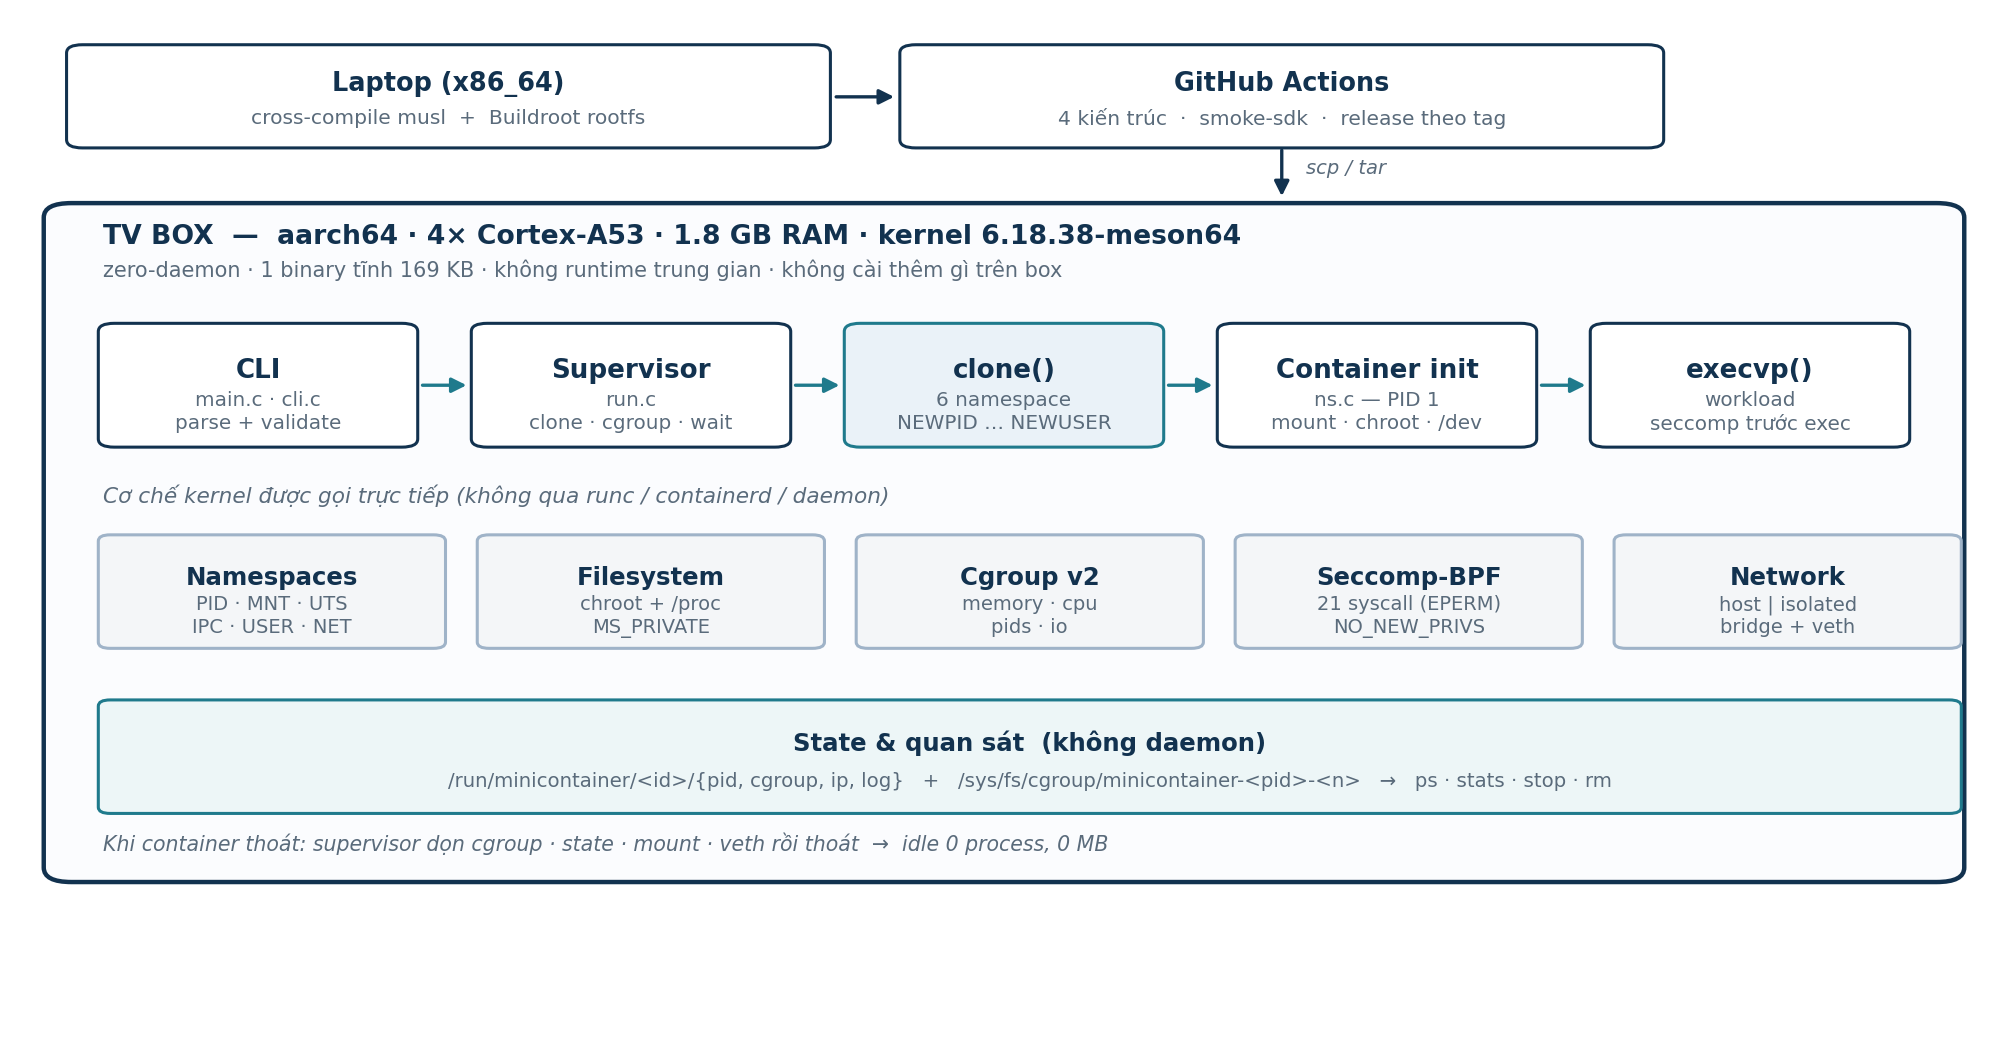 Laptop (x86_64)
cross-compile musl + Buildroot rootfs
GitHub Actions
4 kiến trúc · smoke-sdk · release theo tag
scp / tar
TV BOX — aarch64 · 4× Cortex-A53 · 1.8 GB RAM · kernel 6.18.38-meson64
zero-daemon · 1 binary tĩnh 169 KB · không runtime trung gian · không cài thêm gì trên box
CLI
main.c · cli.c
parse + validate
Supervisor
run.c
clone · cgroup · wait
clone()
6 namespace
NEWPID … NEWUSER
Container init
ns.c — PID 1
mount · chroot · /dev
execvp()
workload
seccomp trước exec
Cơ chế kernel được gọi trực tiếp (không qua runc / containerd / daemon)
Namespaces
PID · MNT · UTS
IPC · USER · NET
Filesystem
chroot + /proc
MS_PRIVATE
Cgroup v2
memory · cpu
pids · io
Seccomp-BPF
21 syscall (EPERM)
NO_NEW_PRIVS
Network
host | isolated
bridge + veth
State & quan sát (không daemon)
/run/minicontainer/<id>/{pid, cgroup, ip, log} + /sys/fs/cgroup/minicontainer-<pid>-<n> → ps · stats · stop · rm
Khi container thoát: supervisor dọn cgroup · state · mount · veth rồi thoát → idle 0 process, 0 MB